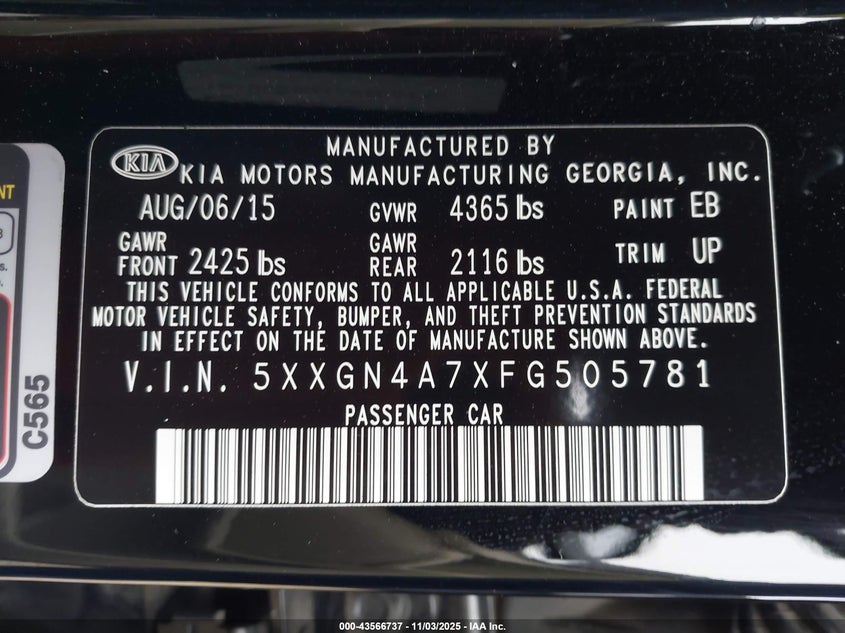 MANUFACTURED BY
KIA
KIA MOTORS MANUFACTURING GEORGIA, INC.
AUG/06/15 GVWR 4365 lbs PAINT EB
GAWR FRONT 2425 lbs GAWR REAR 2116 lbs TRIM UP
THIS VEHICLE CONFORMS TO ALL APPLICABLE U.S.A. FEDERAL
MOTOR VEHICLE SAFETY, BUMPER, AND THEFT PREVENTION STANDARDS
IN EFFECT ON THE DATE OF MANUFACTURE SHOWN ABOVE.
V.I.N. 5XXGN4A7XFG505781
PASSENGER CAR
C565
000-43566737 - 11/03/2025 - IAA Inc.